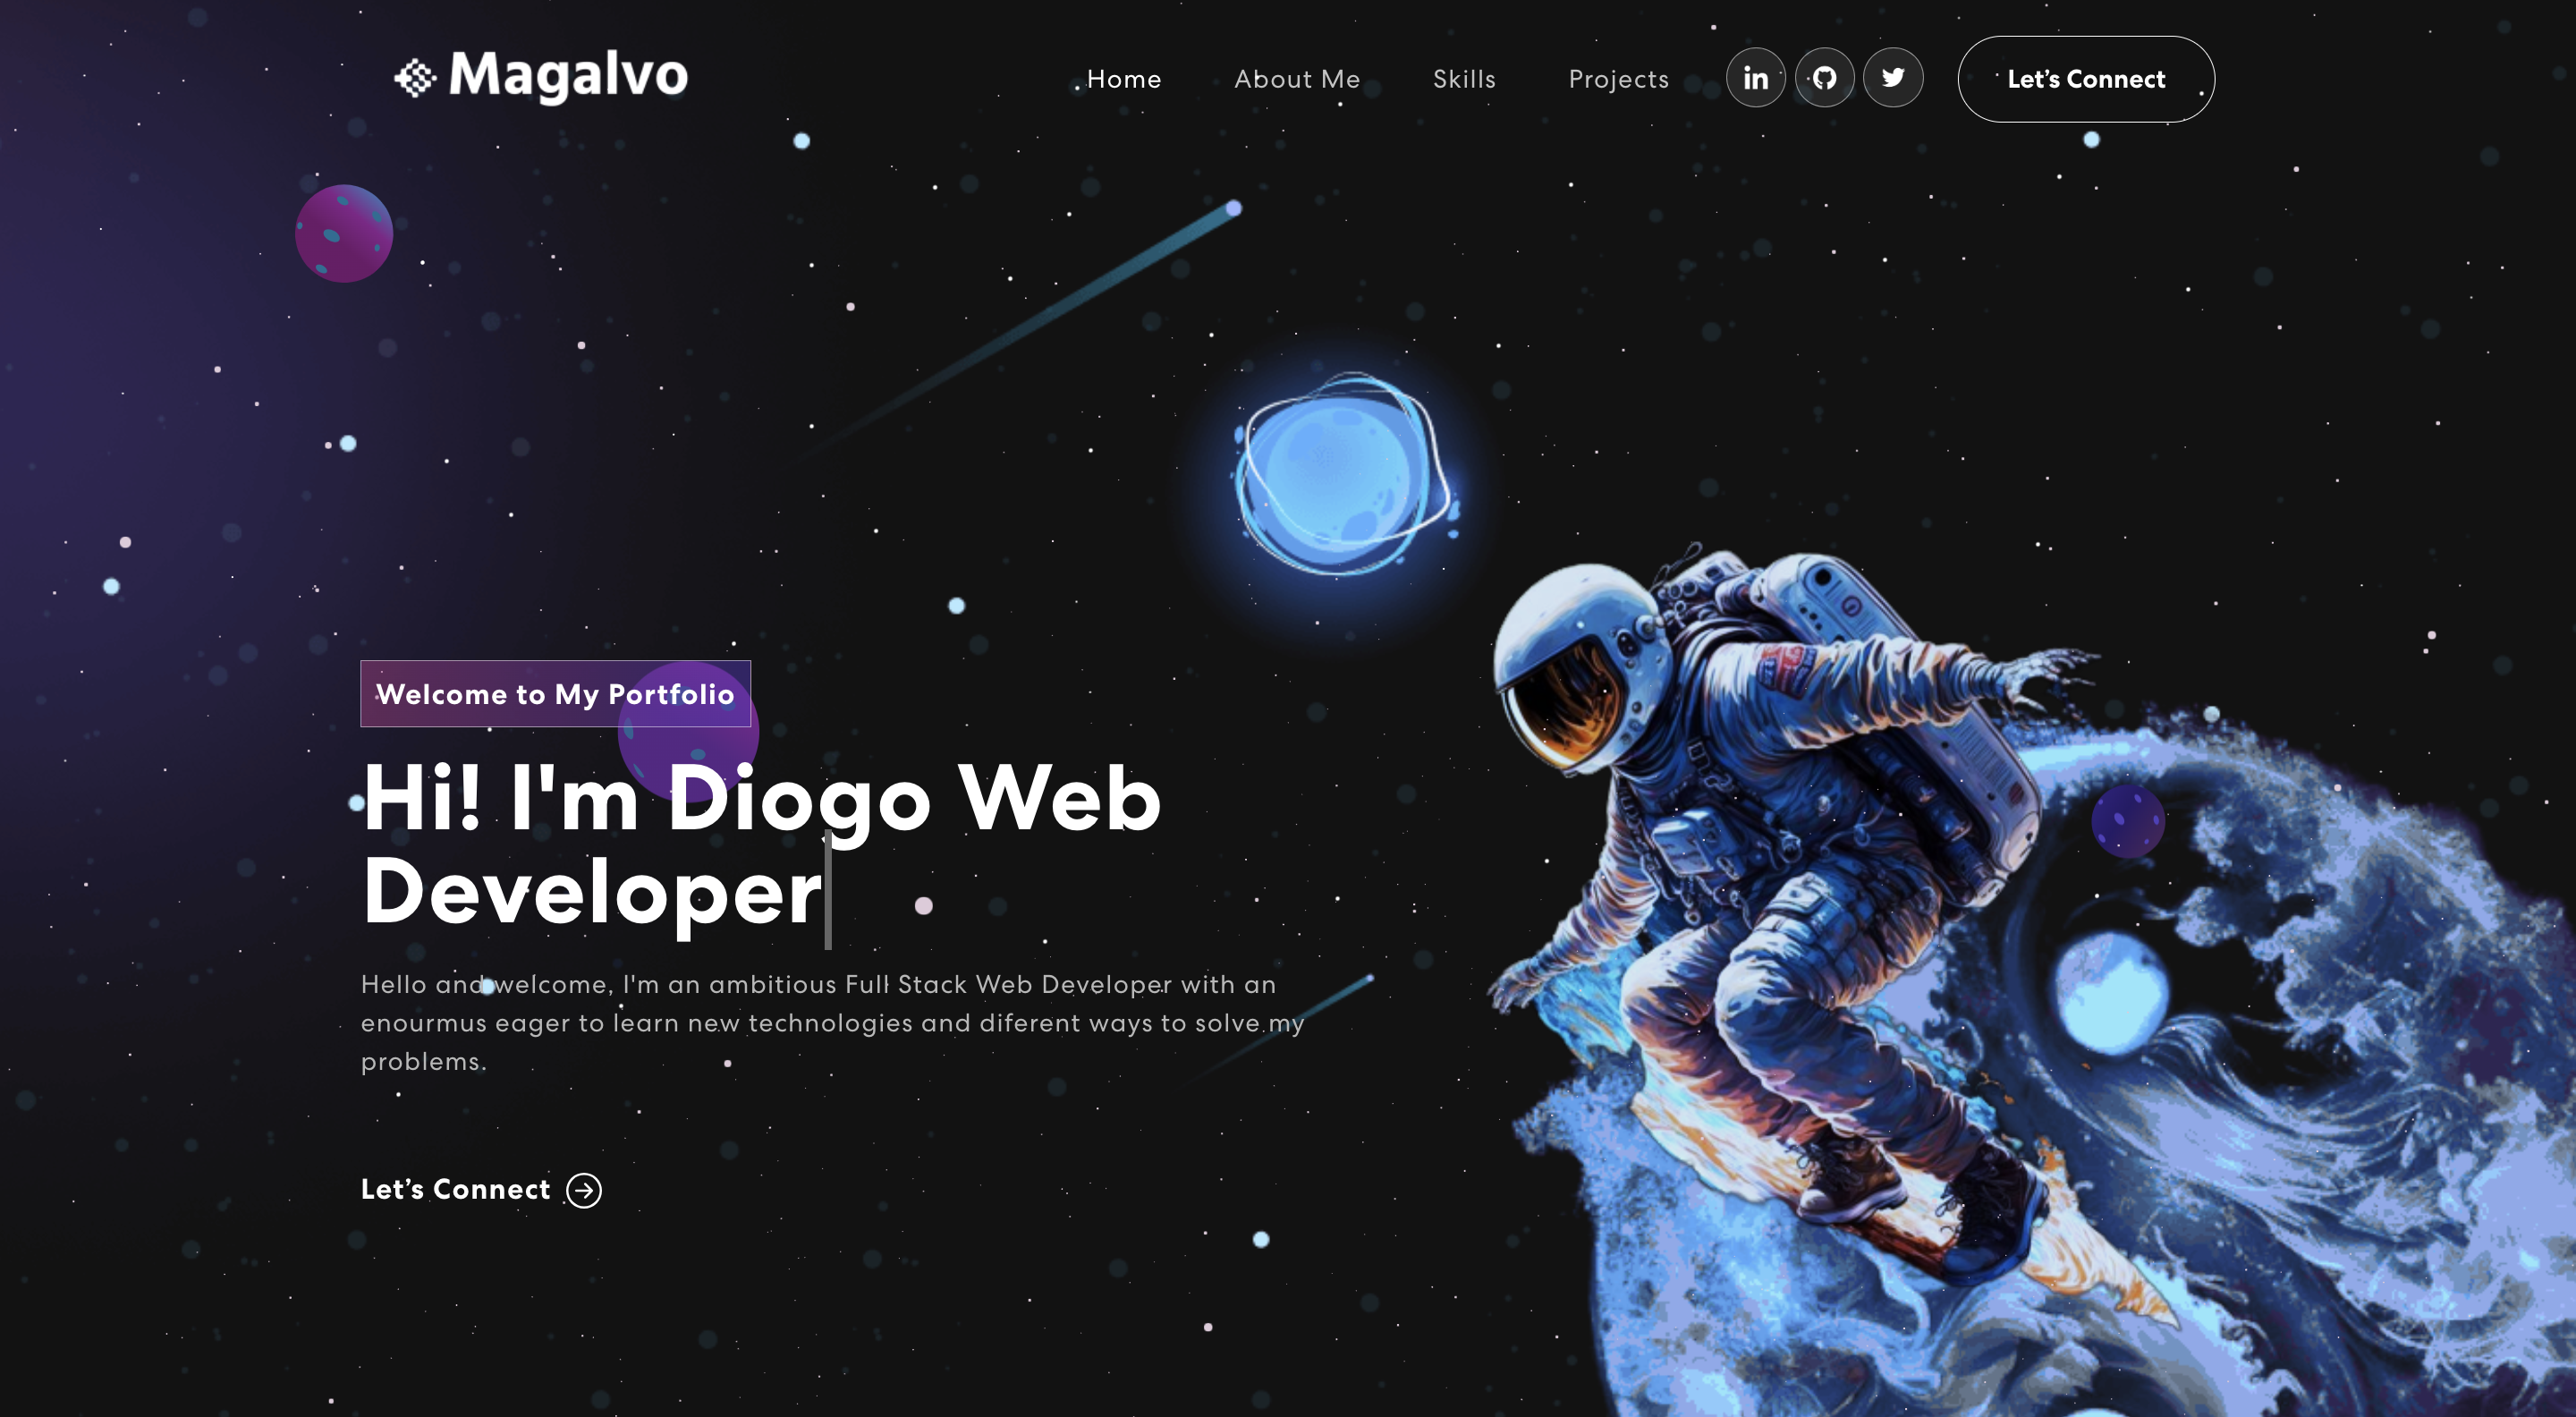 Magalvo
Home About Me Skills Projects in Let’s Connect
Welcome to My Portfolio
Hi! I'm Diogo Web
Developer
Hello and welcome, I'm an ambitious Full Stack Web Developer with an
enourmus eager to learn new technologies and diferent ways to solve my
problems.
Let’s Connect